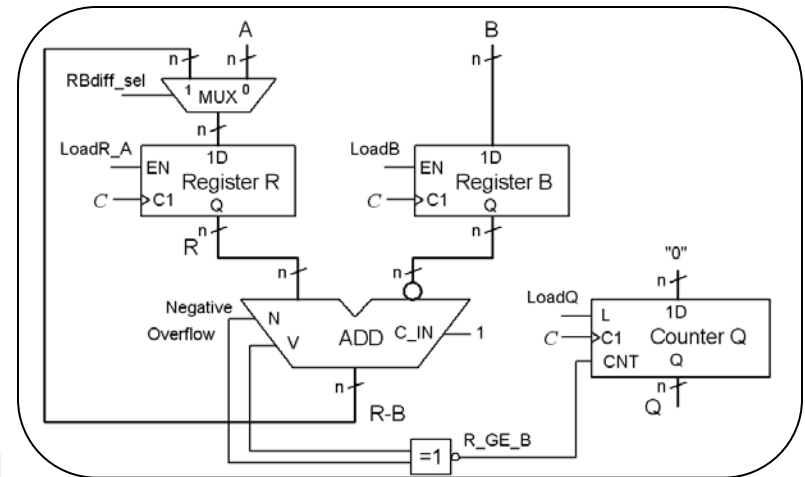 A
B
n
n
n
RBdiff_sel
1 MUX 0
n
LoadR_A
EN
1D
Register R
C
C1
Q
LoadB
EN
1D
Register B
C
C1
Q
n
R
n
n
n
"0"
n
Negative
Overflow
N
V
ADD
C_IN
1
LoadQ
L
1D
C
C1
Counter Q
CNT
Q
n
Q
n
R-B
=1
R_GE_B